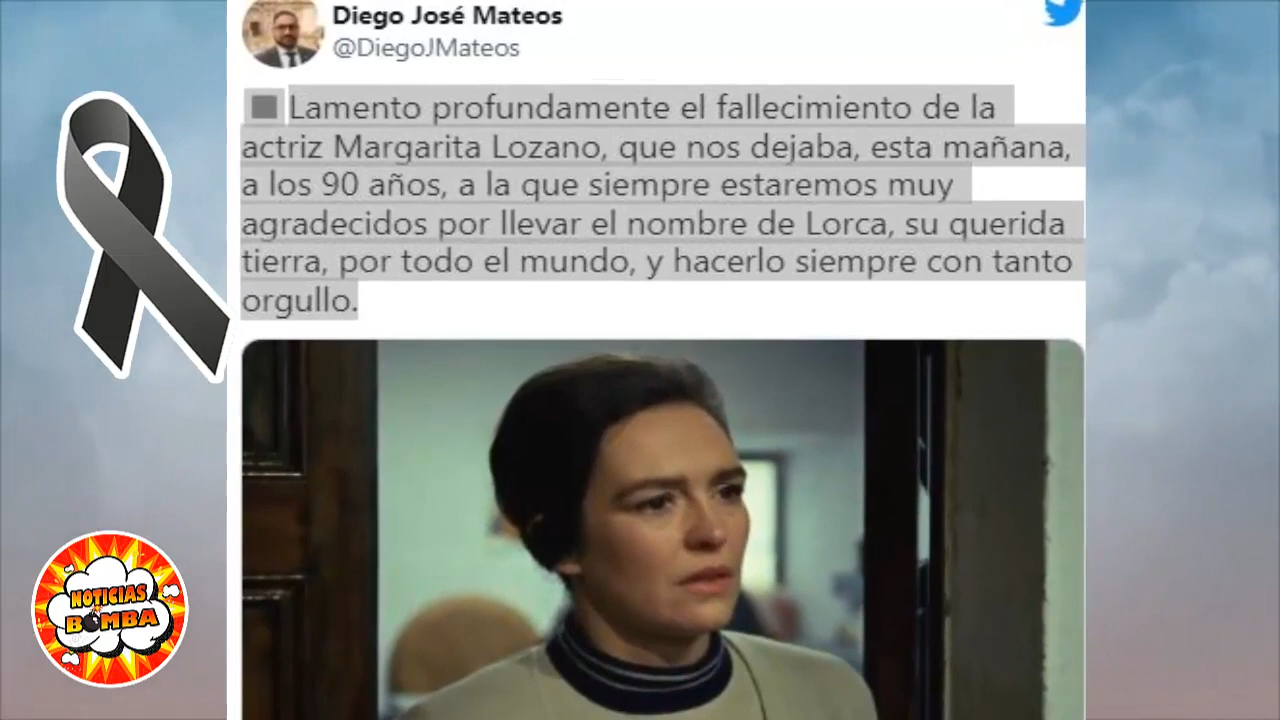 Diego José Mateos
@DiegoJMateos
Lamento profundamente el fallecimiento de la
actriz Margarita Lozano, que nos dejaba, esta mañana,
a los 90 años, a la que siempre estaremos muy
agradecidos por llevar el nombre de Lorca, su querida
tierra, por todo el mundo, y hacerlo siempre con tanto
orgullo.
NOTICIAS
BOMBA